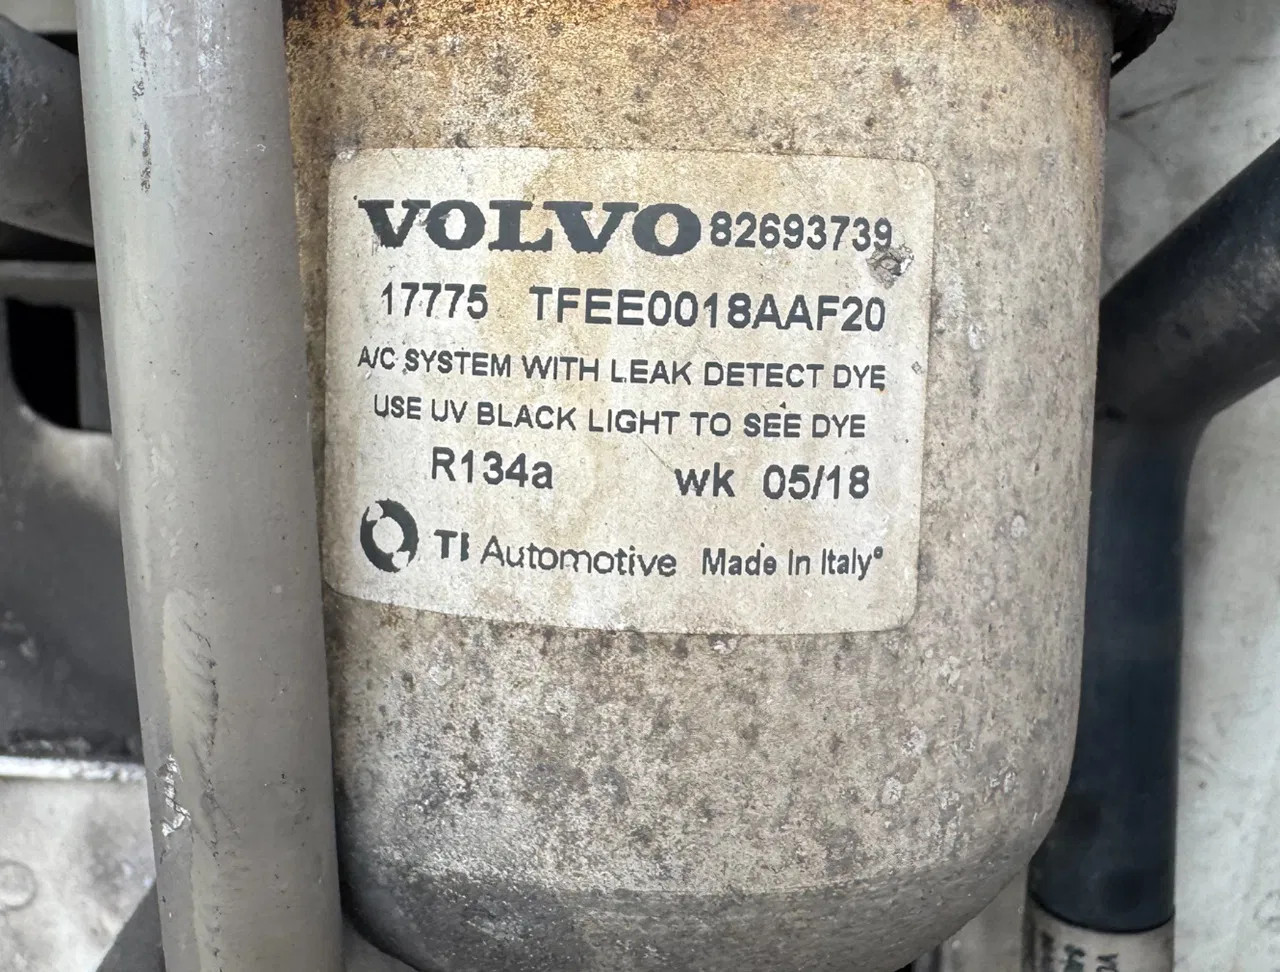 VOLVO 82693739
17775 TFEE0018AAF20
A/C SYSTEM WITH LEAK DETECT DYE
USE UV BLACK LIGHT TO SEE DYE
R134a wk 05/18
TI Automotive Made In Italy